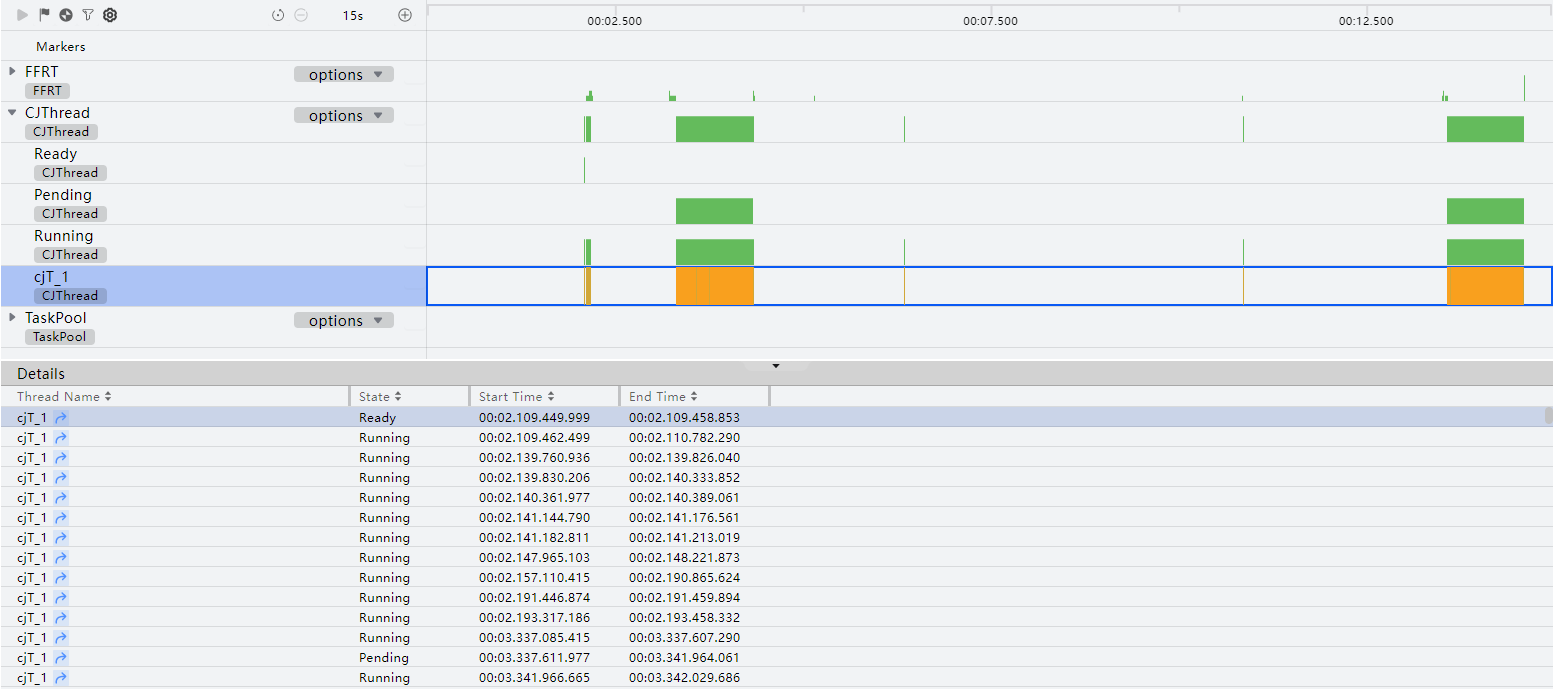 15s 00:02.500 00:07.500 00:12.500
Markers
FFRT options
FFRT
CJThread options
CJThread
Ready
CJThread
Pending
CJThread
Running
CJThread
cjT_1
CJThread
TaskPool options
TaskPool
Details
Thread Name State Start Time End Time
cjT_1 Ready 00:02.109.449.999 00:02.109.458.853
cjT_1 Running 00:02.109.462.499 00:02.110.782.290
cjT_1 Running 00:02.139.760.936 00:02.139.826.040
cjT_1 Running 00:02.139.830.206 00:02.140.333.852
cjT_1 Running 00:02.140.361.977 00:02.140.389.061
cjT_1 Running 00:02.141.144.790 00:02.141.176.561
cjT_1 Running 00:02.141.182.811 00:02.141.213.019
cjT_1 Running 00:02.147.965.103 00:02.148.221.873
cjT_1 Running 00:02.157.110.415 00:02.190.865.624
cjT_1 Running 00:02.191.446.874 00:02.191.459.894
cjT_1 Running 00:02.193.317.186 00:02.193.458.332
cjT_1 Running 00:03.337.085.415 00:03.337.607.290
cjT_1 Pending 00:03.337.611.977 00:03.341.964.061
cjT_1 Running 00:03.341.966.665 00:03.342.029.686